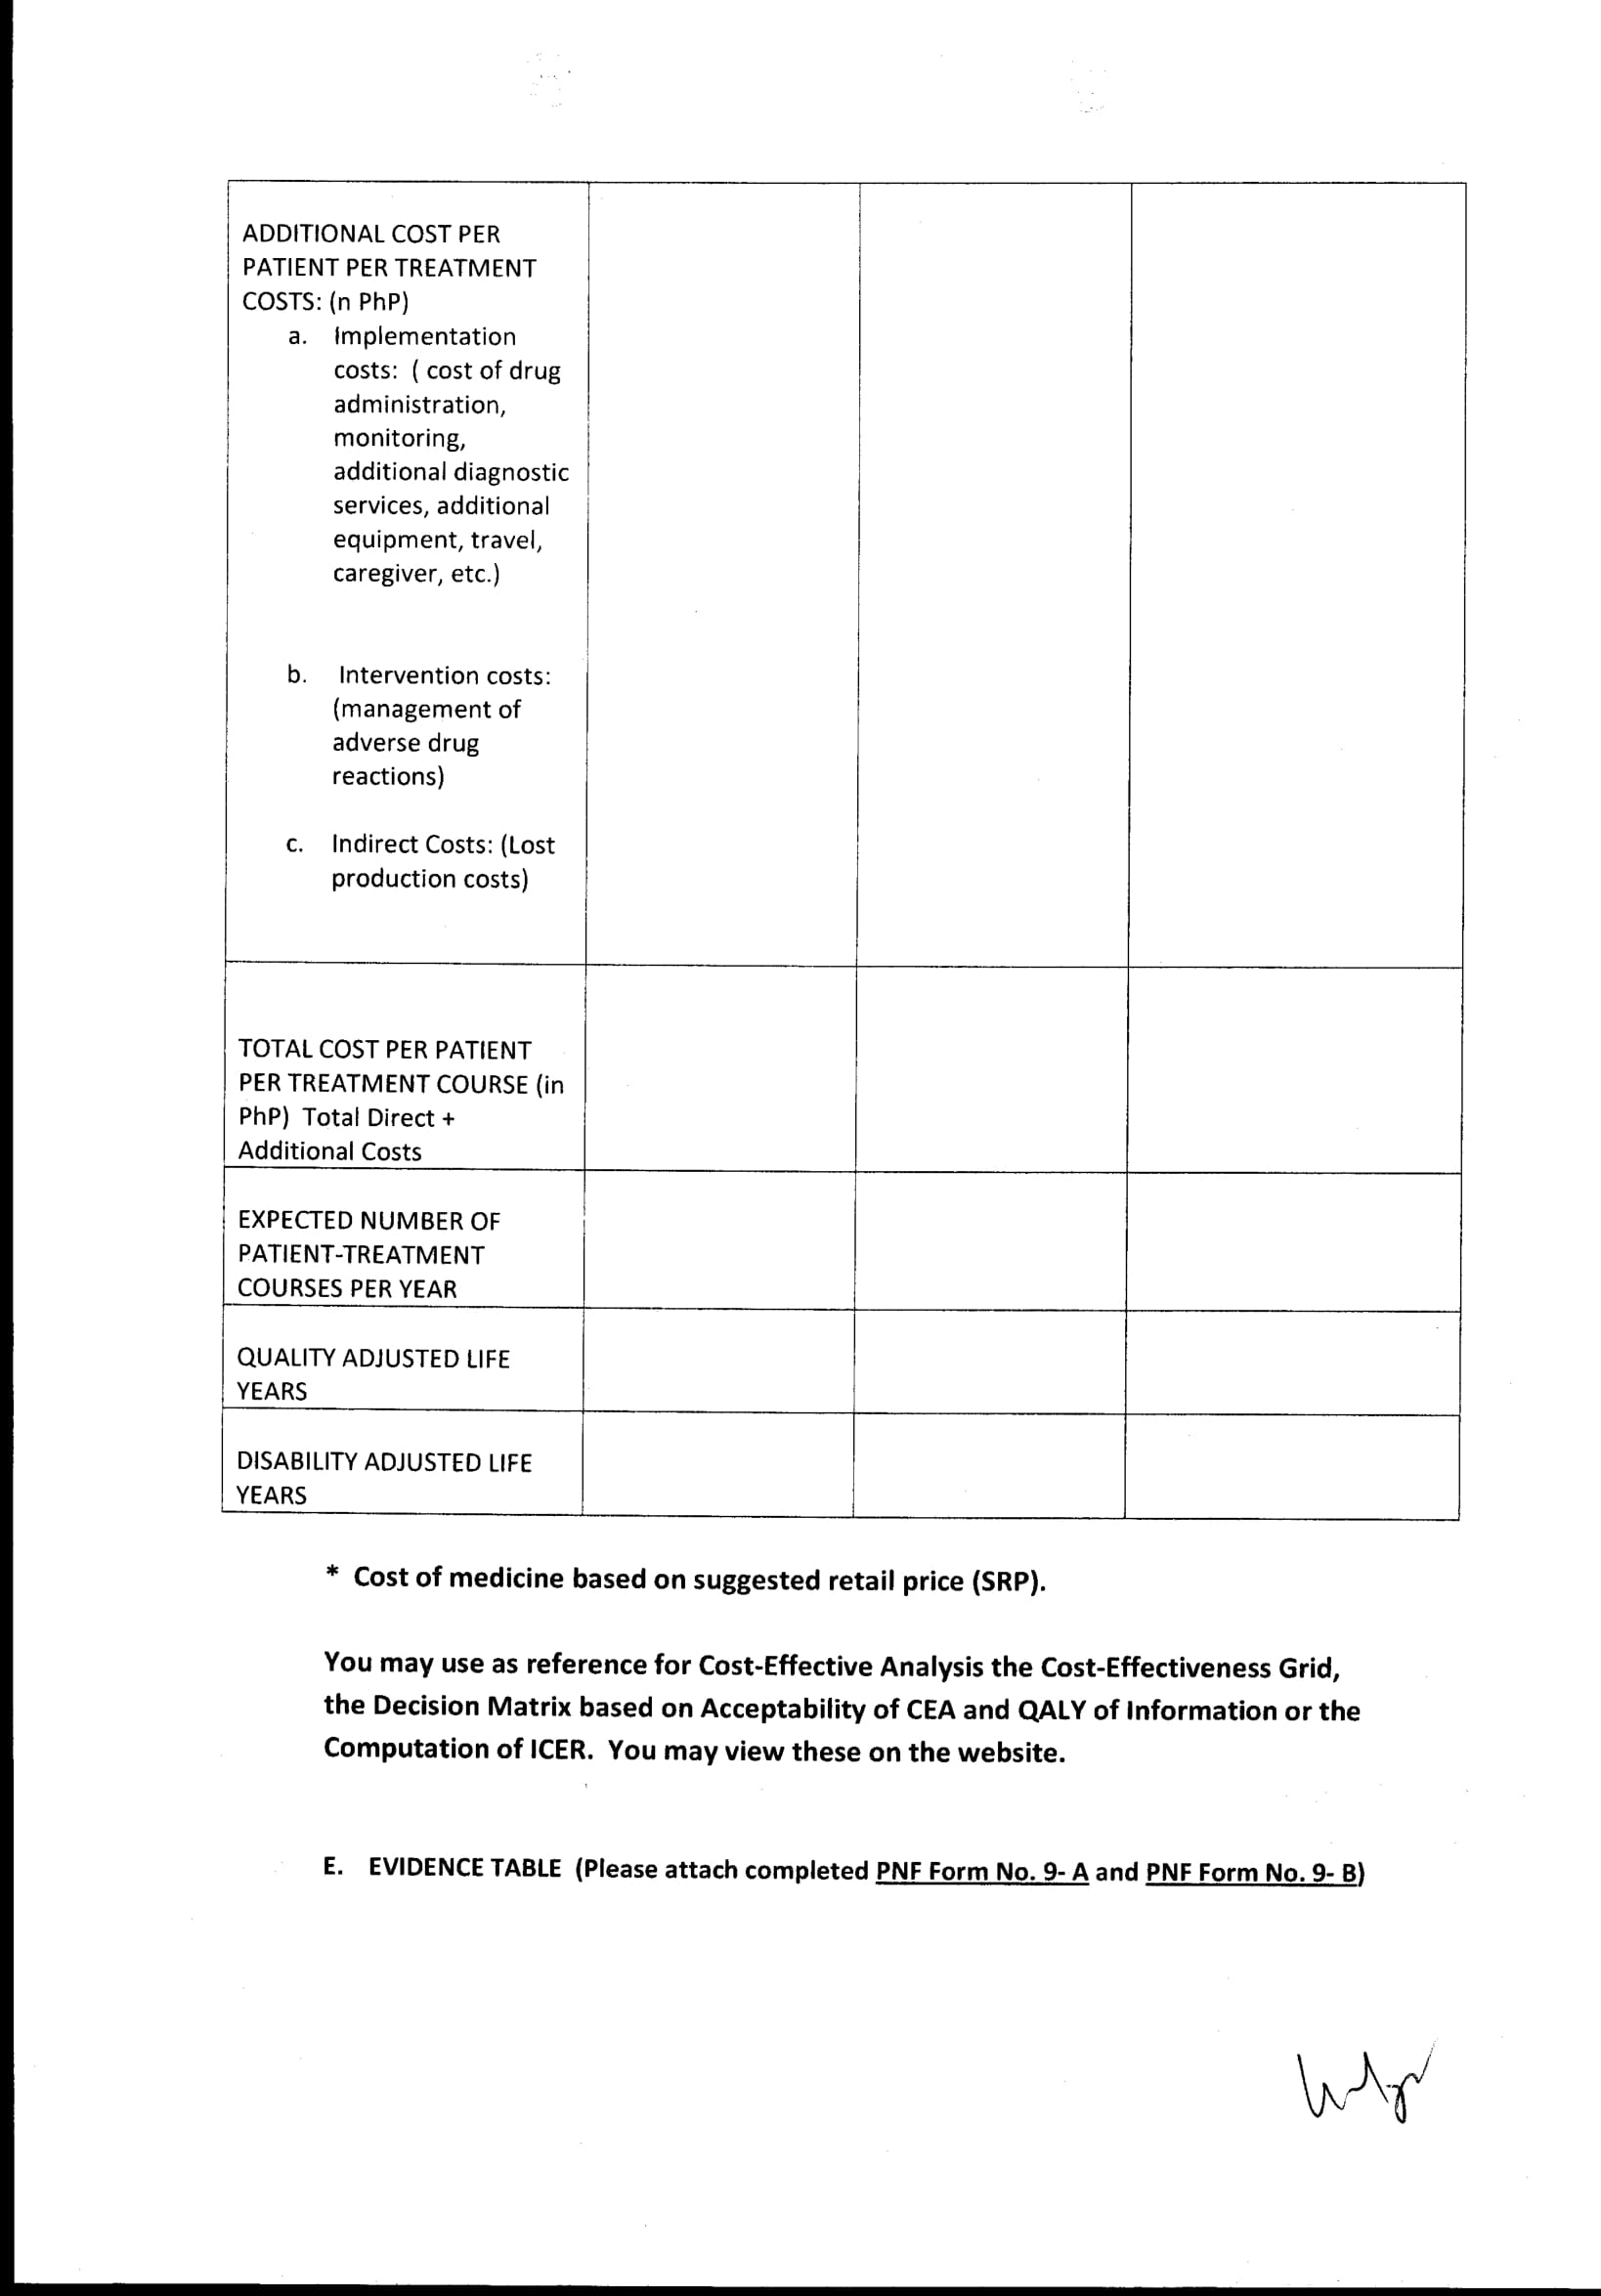 ADDITIONAL COST PER
PATIENT PER TREATMENT
COSTS: (n PhP)
a. Implementation
costs: ( cost of drug
administration,
monitoring,
additional diagnostic
services, additional
equipment, travel,
caregiver, etc.)
b. Intervention costs:
(management of
adverse drug
reactions)
c. Indirect Costs: (Lost
production costs)
TOTAL COST PER PATIENT
PER TREATMENT COURSE (in
PhP) Total Direct +
Additional Costs
EXPECTED NUMBER OF
PATIENT-TREATMENT
COURSES PER YEAR
QUALITY ADJUSTED LIFE
YEARS
DISABILITY ADJUSTED LIFE
YEARS
* Cost of medicine based on suggested retail price (SRP).
You may use as reference for Cost-Effective Analysis the Cost-Effectiveness Grid,
the Decision Matrix based on Acceptability of CEA and QALY of Information or the
Computation of ICER. You may view these on the website.
E. EVIDENCE TABLE (Please attach completed PNF Form No. 9- A and PNF Form No. 9- B)